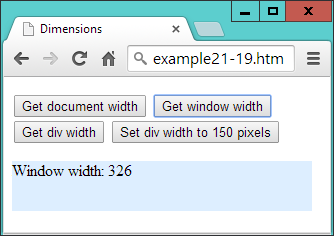 Dimensions
example21-19.htm
Get document width Get window width
Get div width Set div width to 150 pixels
Window width: 326